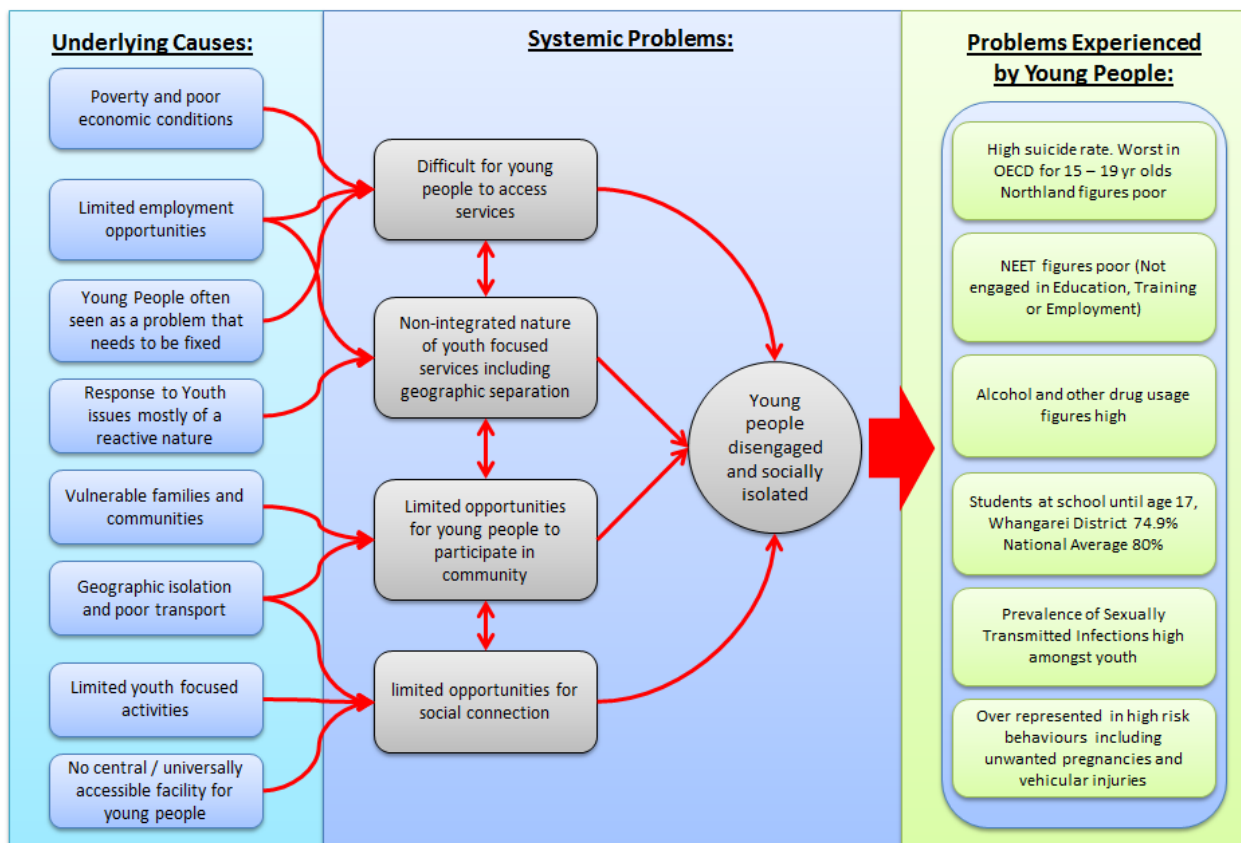 Underlying Causes:
Poverty and poor
economic conditions
Limited employment
opportunities
Young People often
seen as a problem that
needs to be fixed
Response to Youth
issues mostly of a
reactive nature
Vulnerable families and
communities
Geographic isolation
and poor transport
Limited youth focused
activities
No central / universally
accessible facility for
young people
Systemic Problems:
Difficult for young
people to access
services
Non-integrated nature
of youth focused
services including
geographic separation
Limited opportunities
for young people to
participate in
community
limited opportunities for
social connection
Young
people
disengaged
and socially
isolated
Problems Experienced
by Young People:
High suicide rate. Worst in
OECD for 15 – 19 yr olds
Northland figures poor
NEET figures poor (Not
engaged in Education, Training
or Employment)
Alcohol and other drug usage
figures high
Students at school until age 17,
Whangarei District 74.9%
National Average 80%
Prevalence of Sexually
Transmitted Infections high
amongst youth
Over represented in high risk
behaviours including
unwanted pregnancies and
vehicular injuries